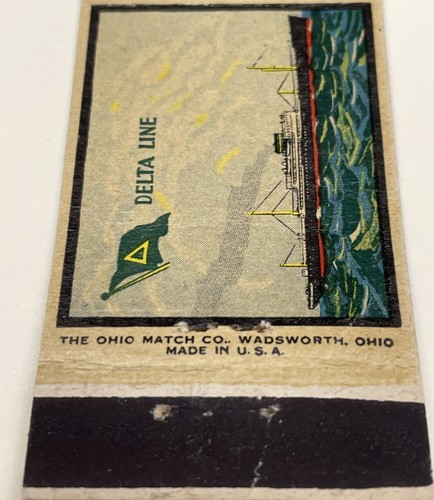 DELTA LINE
THE OHIO MATCH CO., WADSWORTH, OHIO
MADE IN U.S.A.